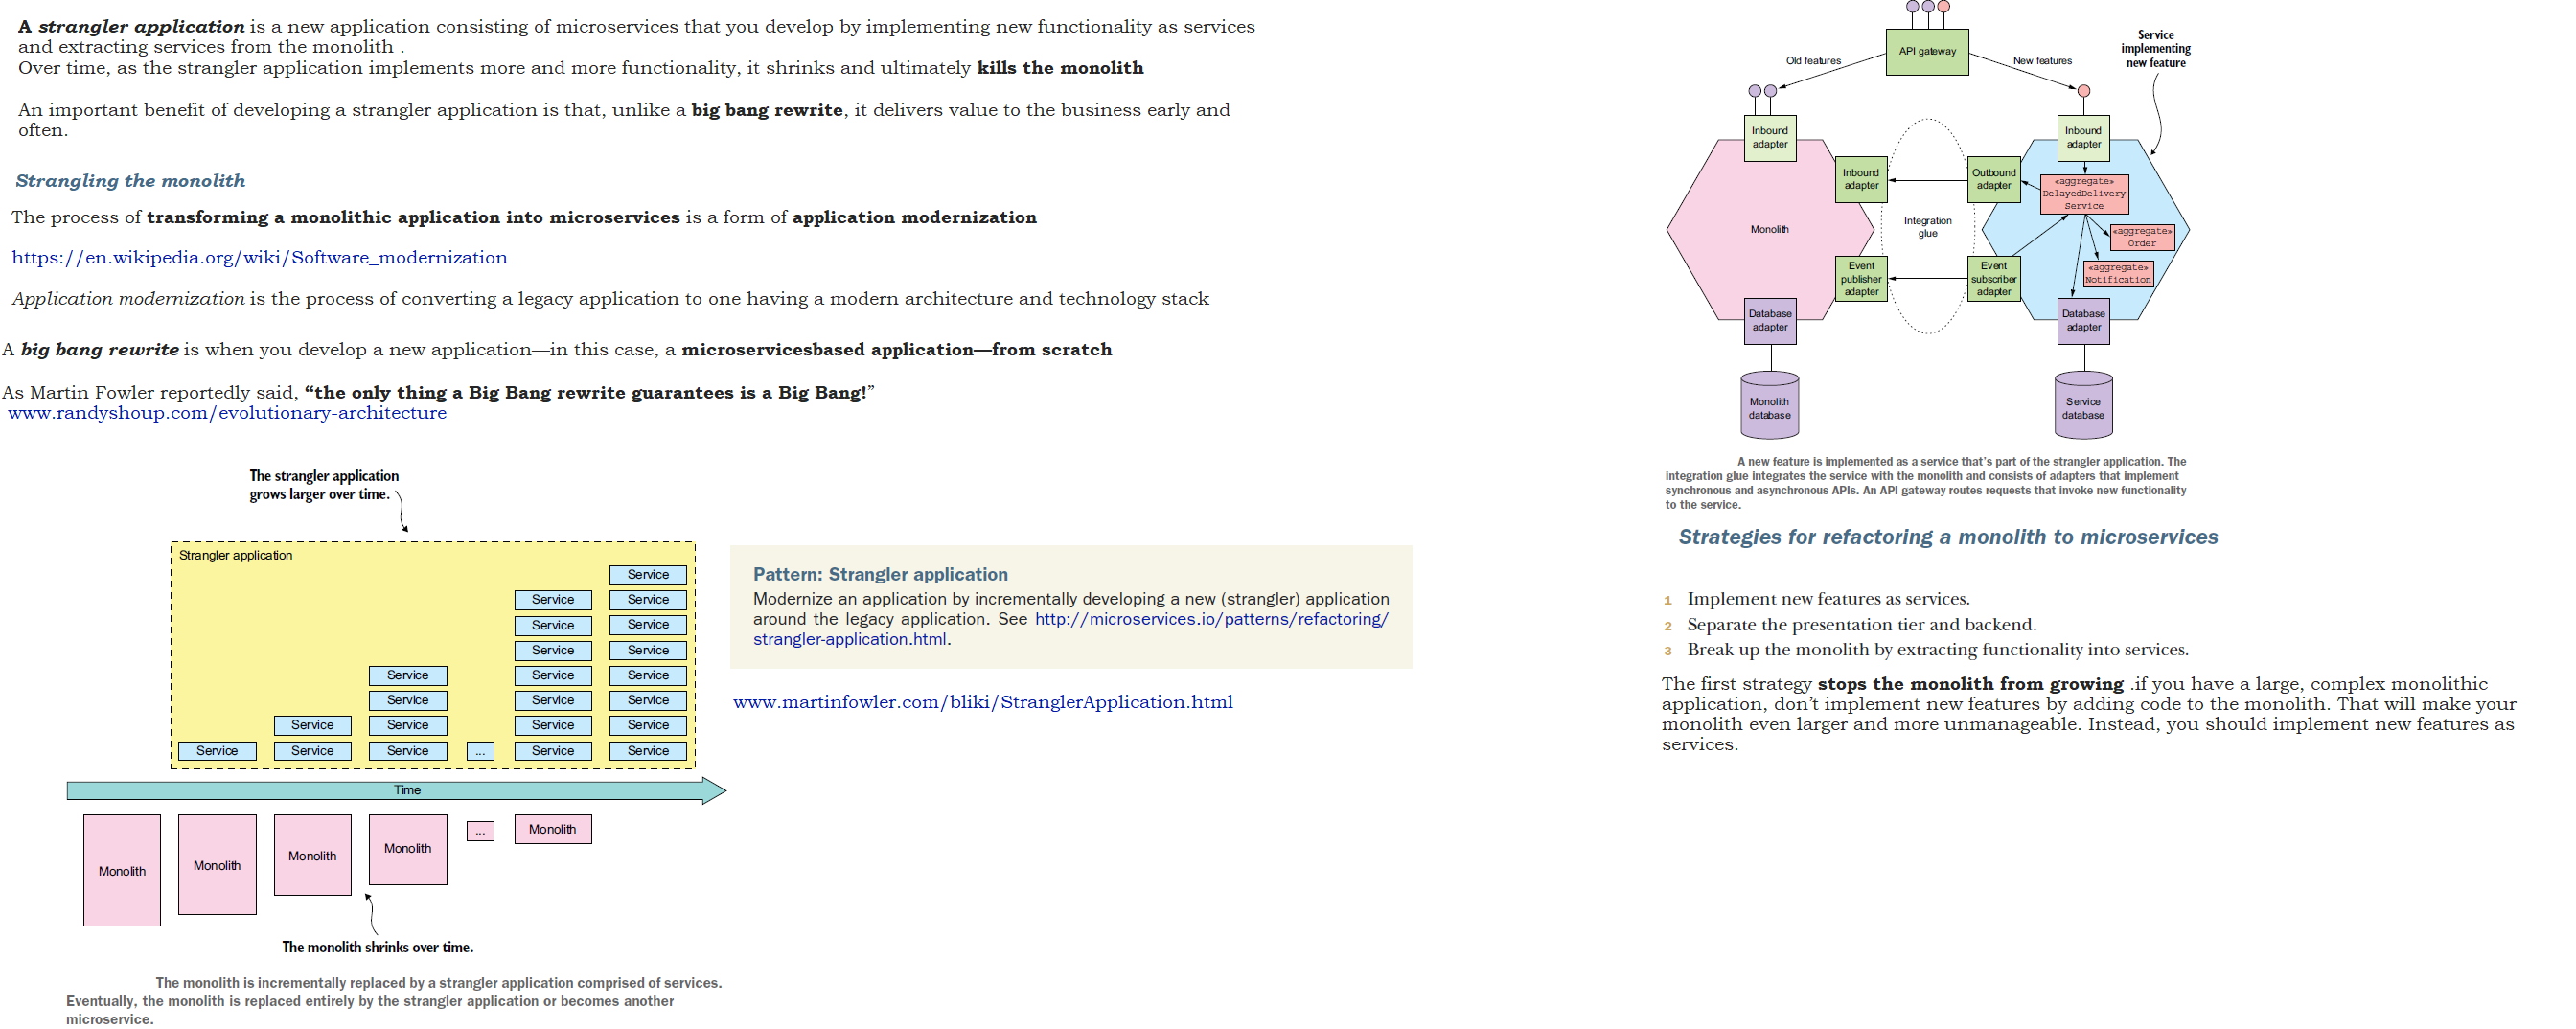 A strangler application is a new application consisting of microservices that you develop by implementing new functionality as services
and extracting services from the monolith .
Over time, as the strangler application implements more and more functionality, it shrinks and ultimately kills the monolith
An important benefit of developing a strangler application is that, unlike a big bang rewrite, it delivers value to the business early and
often.
Strangling the monolith
The process of transforming a monolithic application into microservices is a form of application modernization
https://en.wikipedia.org/wiki/Software_modernization
Application modernization is the process of converting a legacy application to one having a modern architecture and technology stack
A big bang rewrite is when you develop a new application—in this case, a microservicesbased application—from scratch
As Martin Fowler reportedly said, “the only thing a Big Bang rewrite guarantees is a Big Bang!”
www.randyshoup.com/evolutionary-architecture
The strangler application
grows larger over time.
Strangler application
Service
Service Service
Service Service
Service Service
Service Service Service
Service Service Service
Service Service Service Service
Service Service Service ... Service Service
Time
Monolith Monolith Monolith Monolith ... Monolith
The monolith shrinks over time.
The monolith is incrementally replaced by a strangler application comprised of services.
Eventually, the monolith is replaced entirely by the strangler application or becomes another
microservice.
Pattern: Strangler application
Modernize an application by incrementally developing a new (strangler) application
around the legacy application. See http://microservices.io/patterns/refactoring/
strangler-application.html.
www.martinfowler.com/bliki/StranglerApplication.html
API gateway
Service
implementing
new feature
Old features
New features
Inbound
adapter
Inbound
adapter
Inbound
adapter
Outbound
adapter
«aggregate»
DelayedDelivery
Service
Monolith
Integration
glue
«aggregate»
Order
Event
publisher
adapter
Event
subscriber
adapter
«aggregate»
Notification
Database
adapter
Database
adapter
Monolith
database
Service
database
A new feature is implemented as a service that’s part of the strangler application. The
integration glue integrates the service with the monolith and consists of adapters that implement
synchronous and asynchronous APIs. An API gateway routes requests that invoke new functionality
to the service.
Strategies for refactoring a monolith to microservices
1 Implement new features as services.
2 Separate the presentation tier and backend.
3 Break up the monolith by extracting functionality into services.
The first strategy stops the monolith from growing .if you have a large, complex monolithic
application, don’t implement new features by adding code to the monolith. That will make your
monolith even larger and more unmanageable. Instead, you should implement new features as
services.